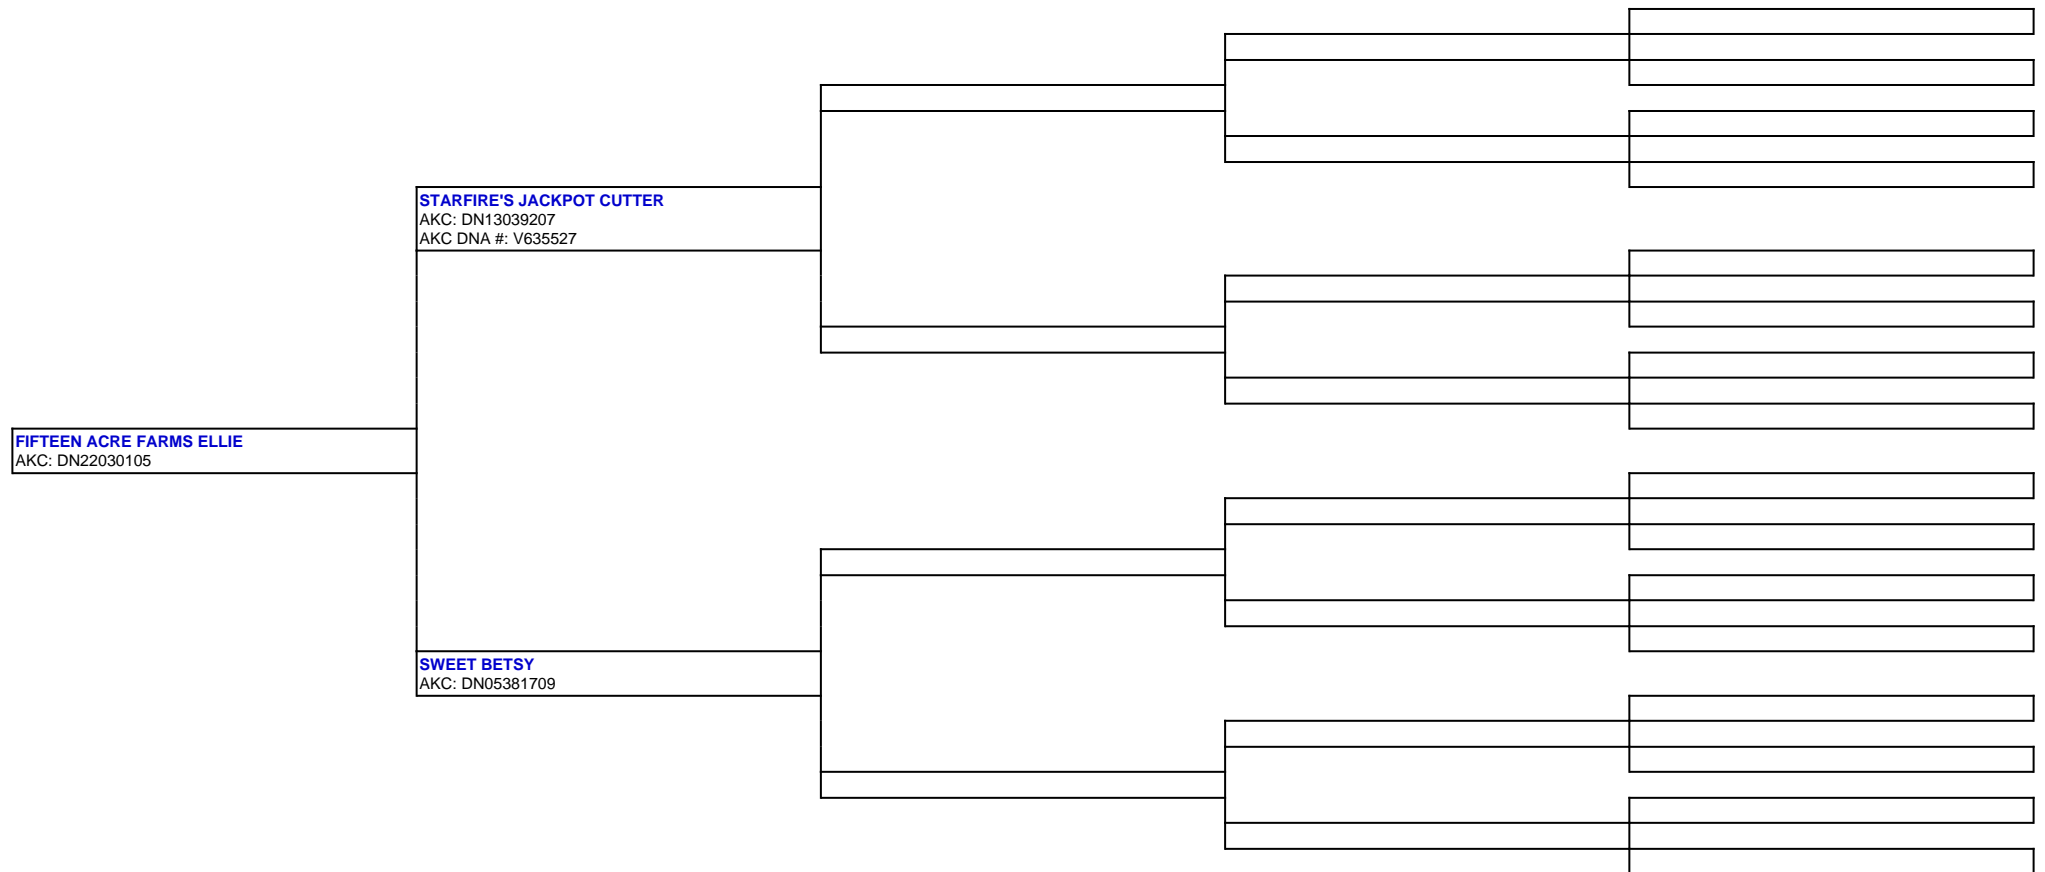 STARFIRE'S JACKPOT CUTTER
AKC: DN13039207
AKC DNA #: V635527
FIFTEEN ACRE FARMS ELLIE
AKC: DN22030105
SWEET BETSY
AKC: DN05381709